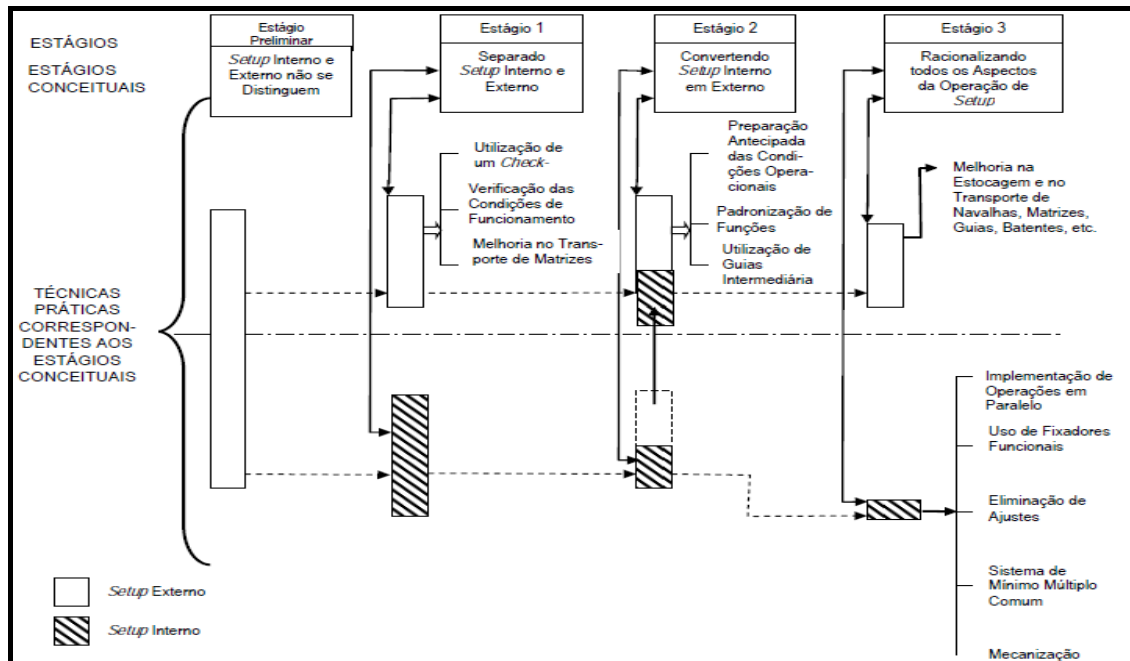 ESTÁGIOS
ESTÁGIOS
CONCEITUAIS
Estágio
Preliminar
Setup Interno e
Externo não se
Distinguem
Estágio 1
Separado
Setup Interno e
Externo
Estágio 2
Convertendo
Setup Interno
em Externo
Estágio 3
Racionalizando
todos os Aspectos
da Operação de
Setup
Utilização de
um Check-
Verificação das
Condições de
Funcionamento
Melhoria no Trans-
porte de Matrizes
Preparação
Antecipada
das Condi-
ções Opera-
cionais
Padronização de
Funções
Utilização de
Guias
Intermediária
Melhoria na
Estocagem e no
Transporte de
Navalhas, Matrizes,
Guias, Batentes, etc.
TÉCNICAS
PRÁTICAS
CORRESPON-
DENTES AOS
ESTÁGIOS
CONCEITUAIS
Implementação de
Operações em
Paralelo
Uso de Fixadores
Funcionais
Eliminação de
Ajustes
Sistema de
Mínimo Múltiplo
Comum
Mecanização
Setup Externo
Setup Interno